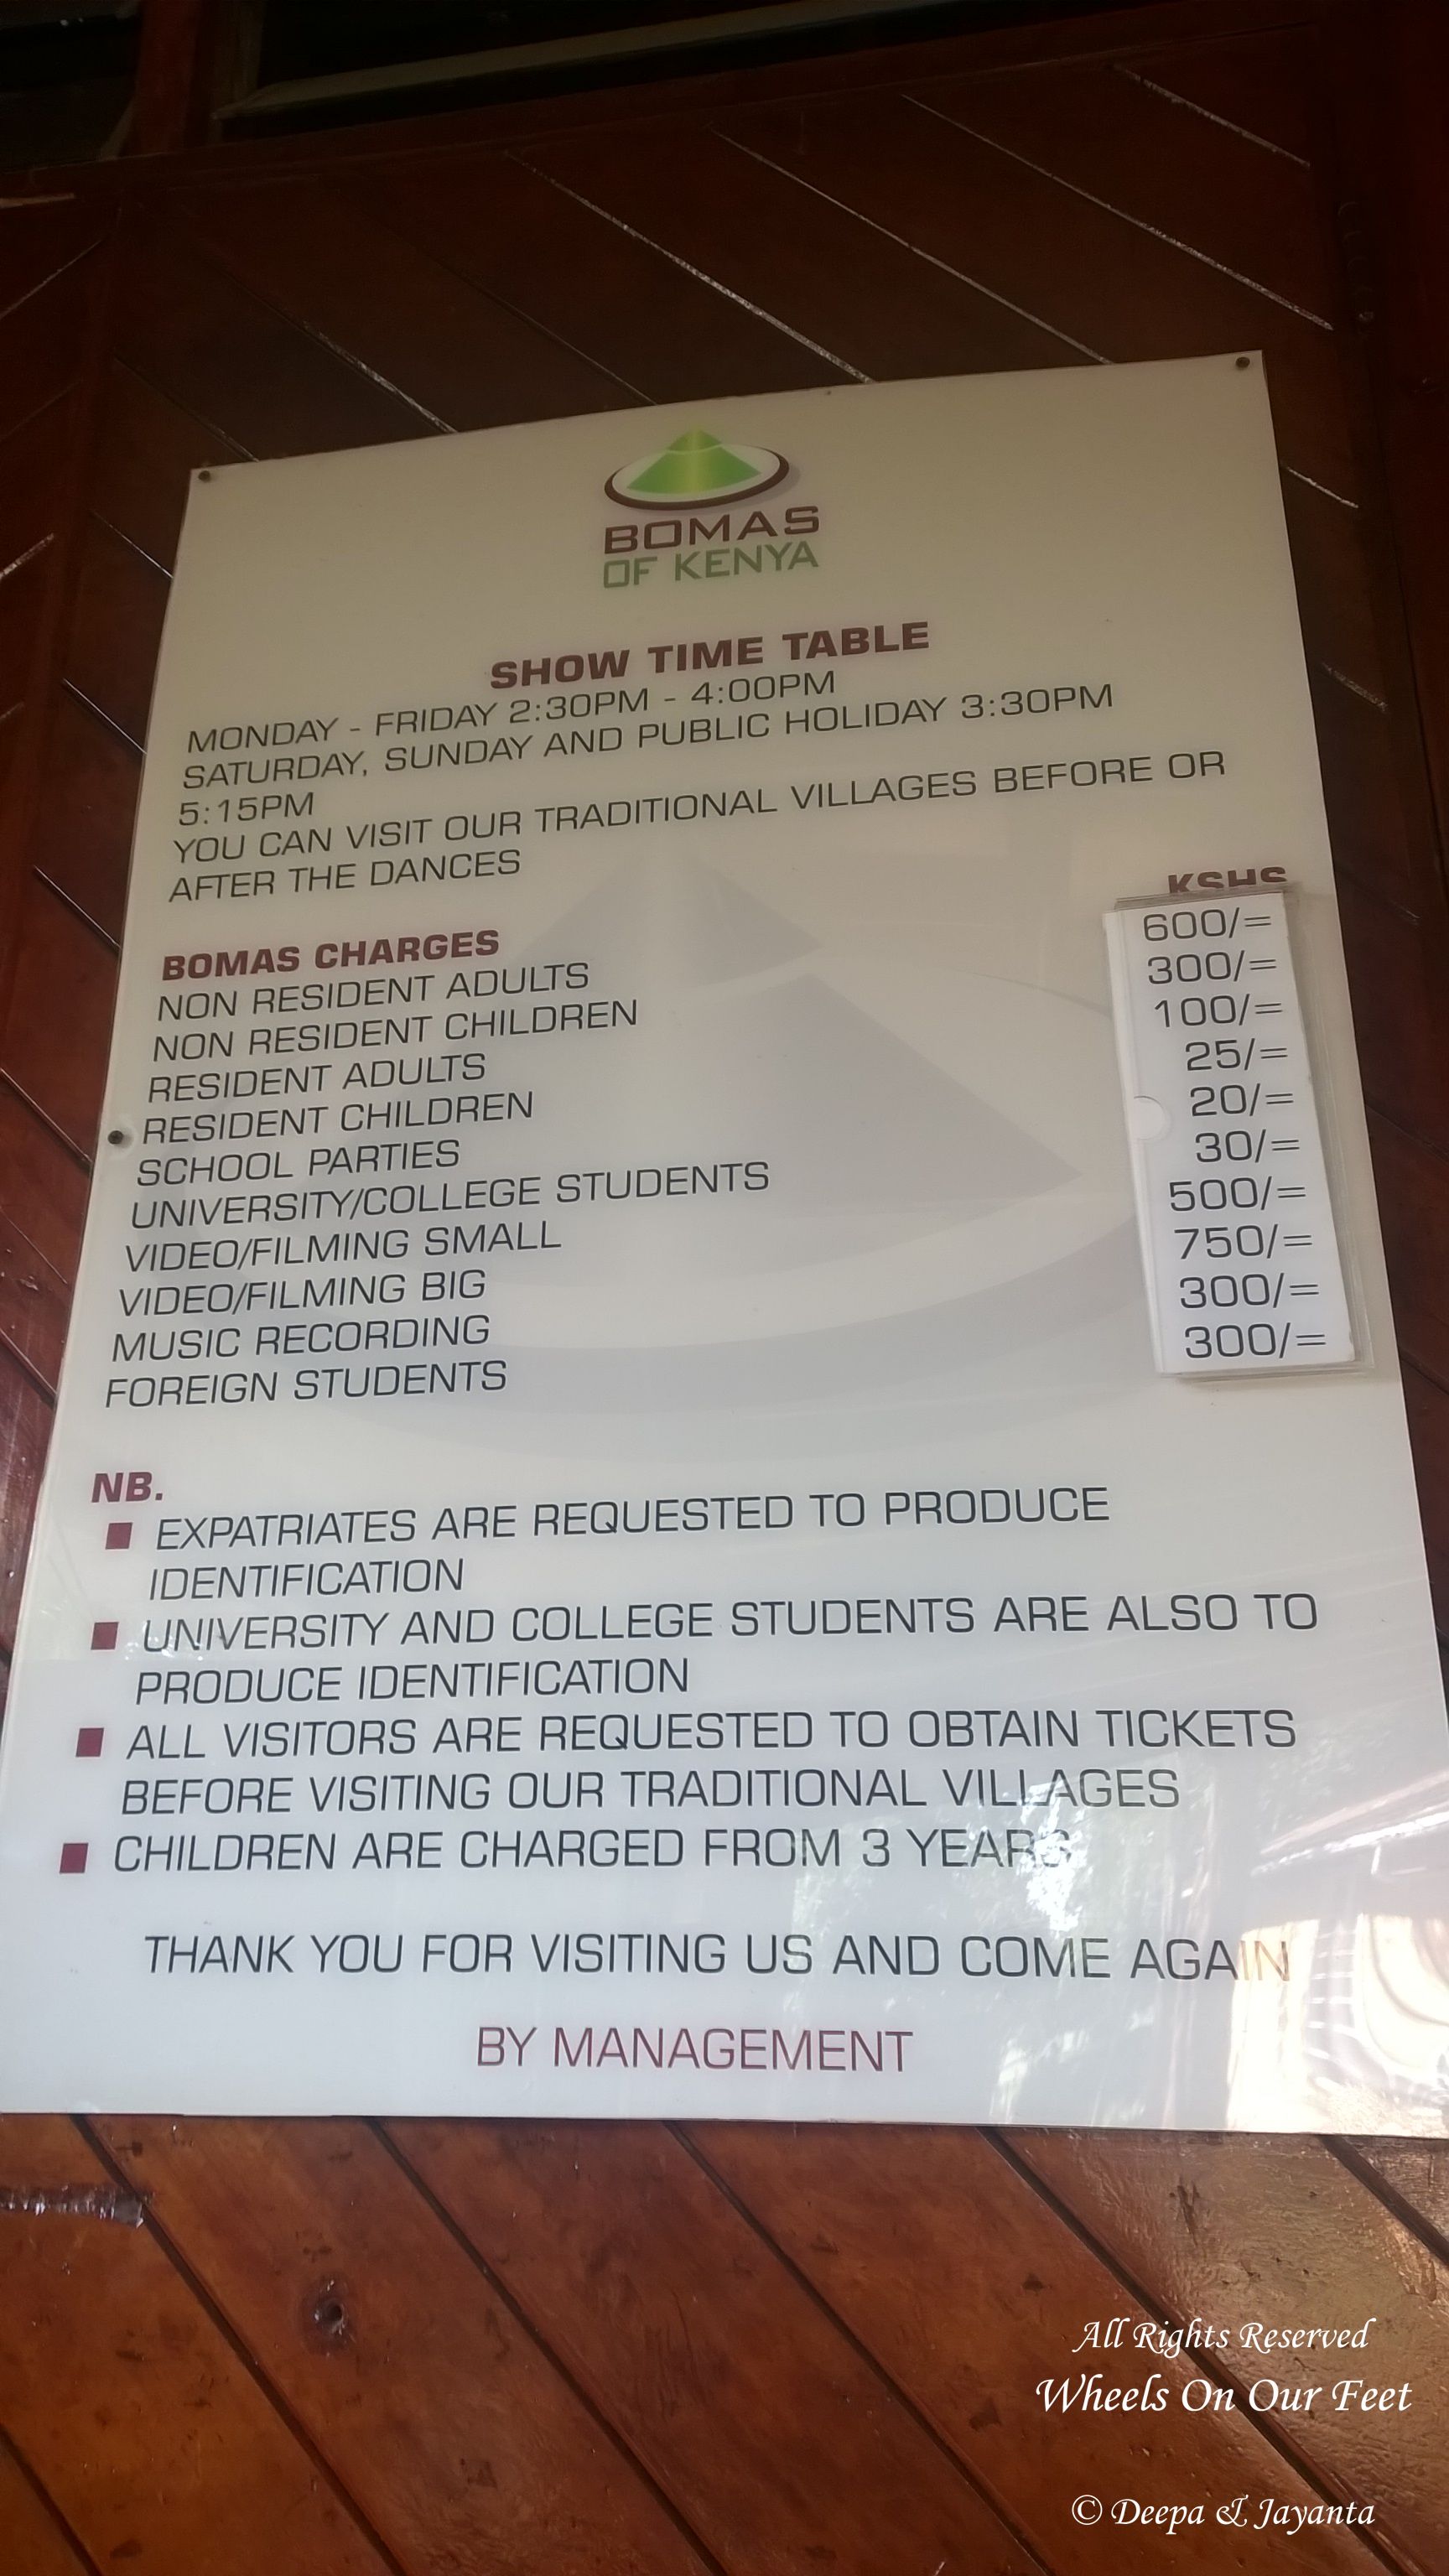 BOMAS
OF KENYA
SHOW TIME TABLE
MONDAY - FRIDAY 2:30PM - 4:00PM
SATURDAY, SUNDAY AND PUBLIC HOLIDAY 3:30PM
5:15PM
YOU CAN VISIT OUR TRADITIONAL VILLAGES BEFORE OR
AFTER THE DANCES
KSHS
BOMAS CHARGES
NON RESIDENT ADULTS 600/=
NON RESIDENT CHILDREN 300/=
RESIDENT ADULTS 100/=
RESIDENT CHILDREN 25/=
SCHOOL PARTIES 20/=
UNIVERSITY/COLLEGE STUDENTS 30/=
VIDEO/FILMING SMALL 500/=
VIDEO/FILMING BIG 750/=
MUSIC RECORDING 300/=
FOREIGN STUDENTS 300/=
NB.
EXPATRIATES ARE REQUESTED TO PRODUCE
IDENTIFICATION
UNIVERSITY AND COLLEGE STUDENTS ARE ALSO TO
PRODUCE IDENTIFICATION
ALL VISITORS ARE REQUESTED TO OBTAIN TICKETS
BEFORE VISITING OUR TRADITIONAL VILLAGES
CHILDREN ARE CHARGED FROM 3 YEARS
THANK YOU FOR VISITING US AND COME AGAIN
BY MANAGEMENT
All Rights Reserved
Wheels On Our Feet
© Deepa & Jayanta